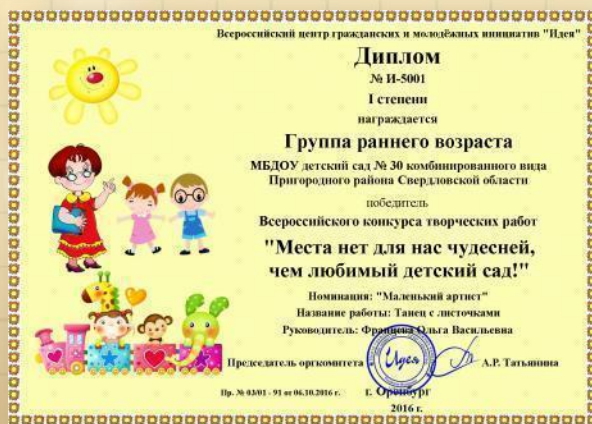 Всероссийский центр гражданских и молодёжных инициатив "Идея"
Диплом
№ И-5001
I степени
награждается
Группа раннего возраста
МБДОУ детский сад № 30 комбинированного вида
Пригородного района Свердловской области
победитель
Всероссийского конкурса творческих работ
"Места нет для нас чудесней,
чем любимый детский сад!"
Номинация: "Маленький артист"
Название работы: Танец с листочками
Руководитель: Францева Ольга Васильевна
Председатель оргкомитета Идея А.Р. Татьянина
Пр. № 03/01 - 91 от 06.10.2016 г. г. Оренбург
2016 г.